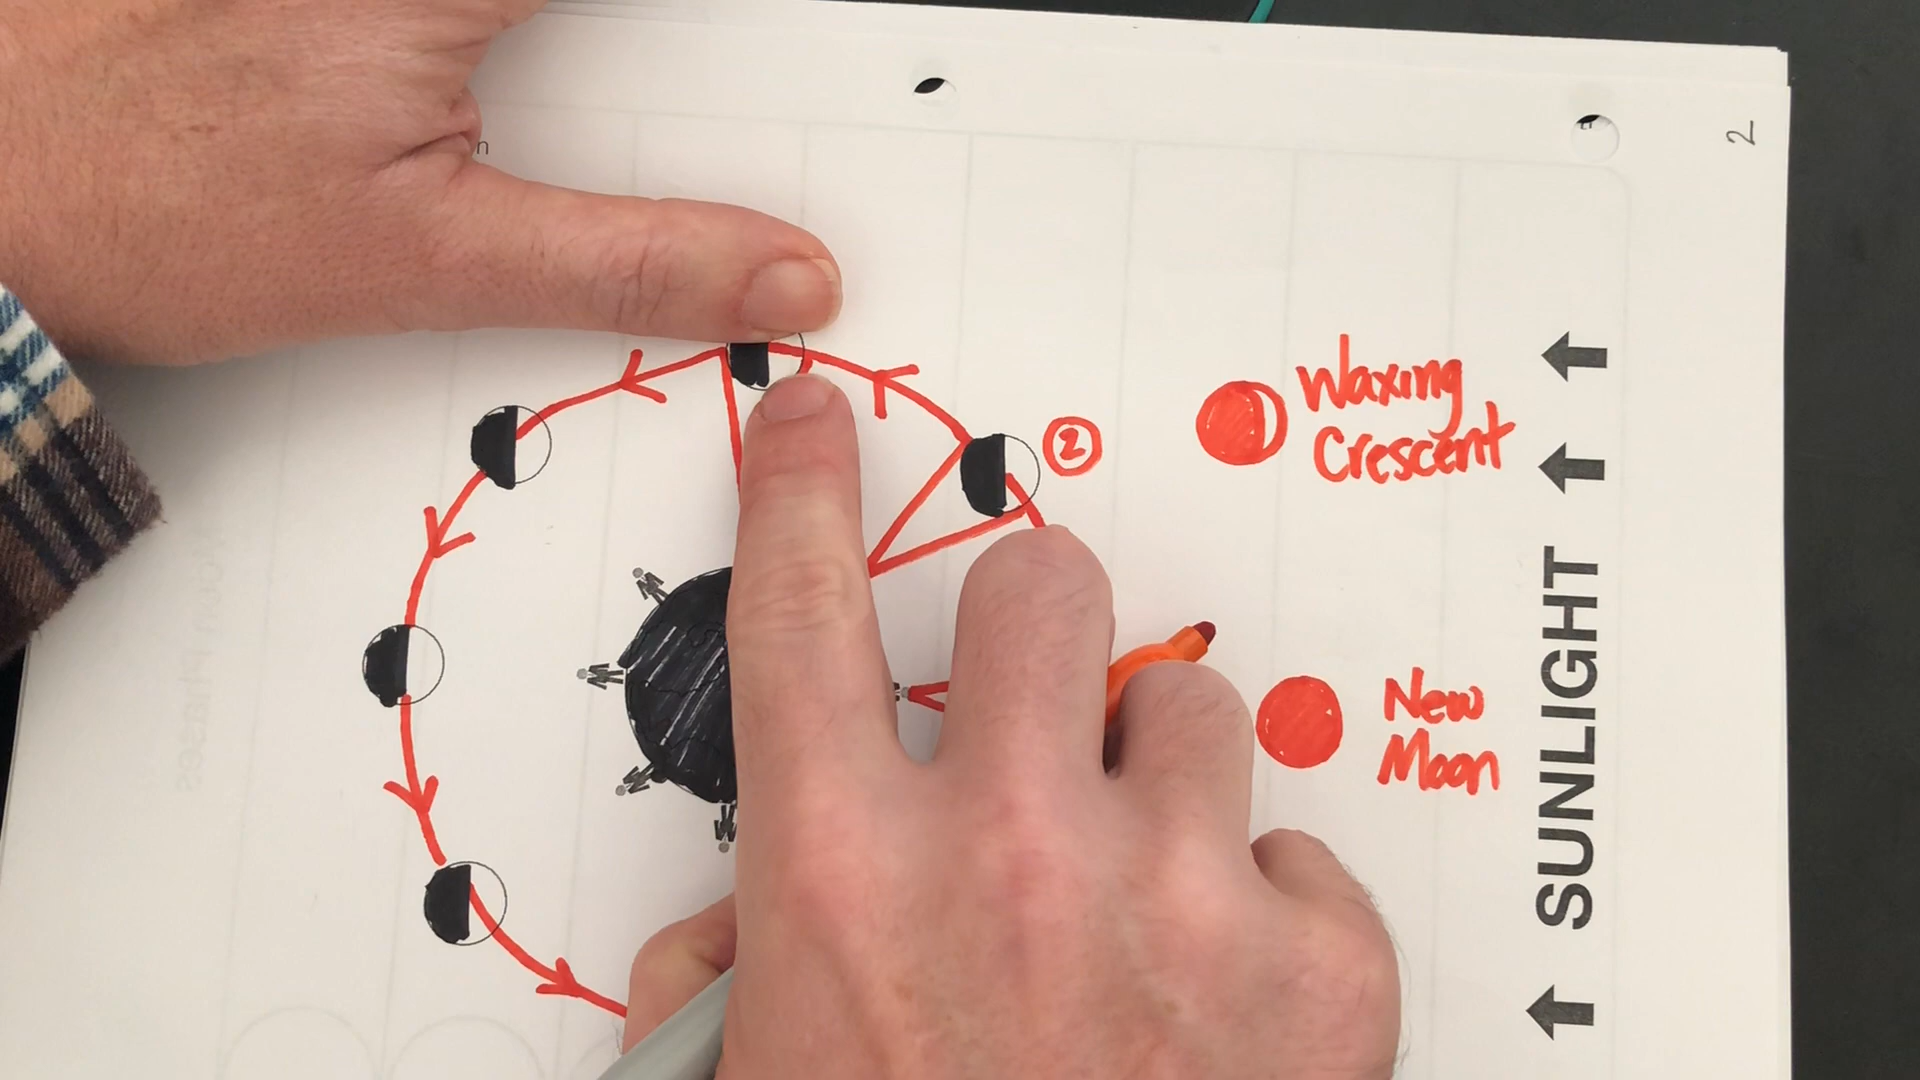 n
2
②
Waxing
Crescent
New
Moon
SUNLIGHT